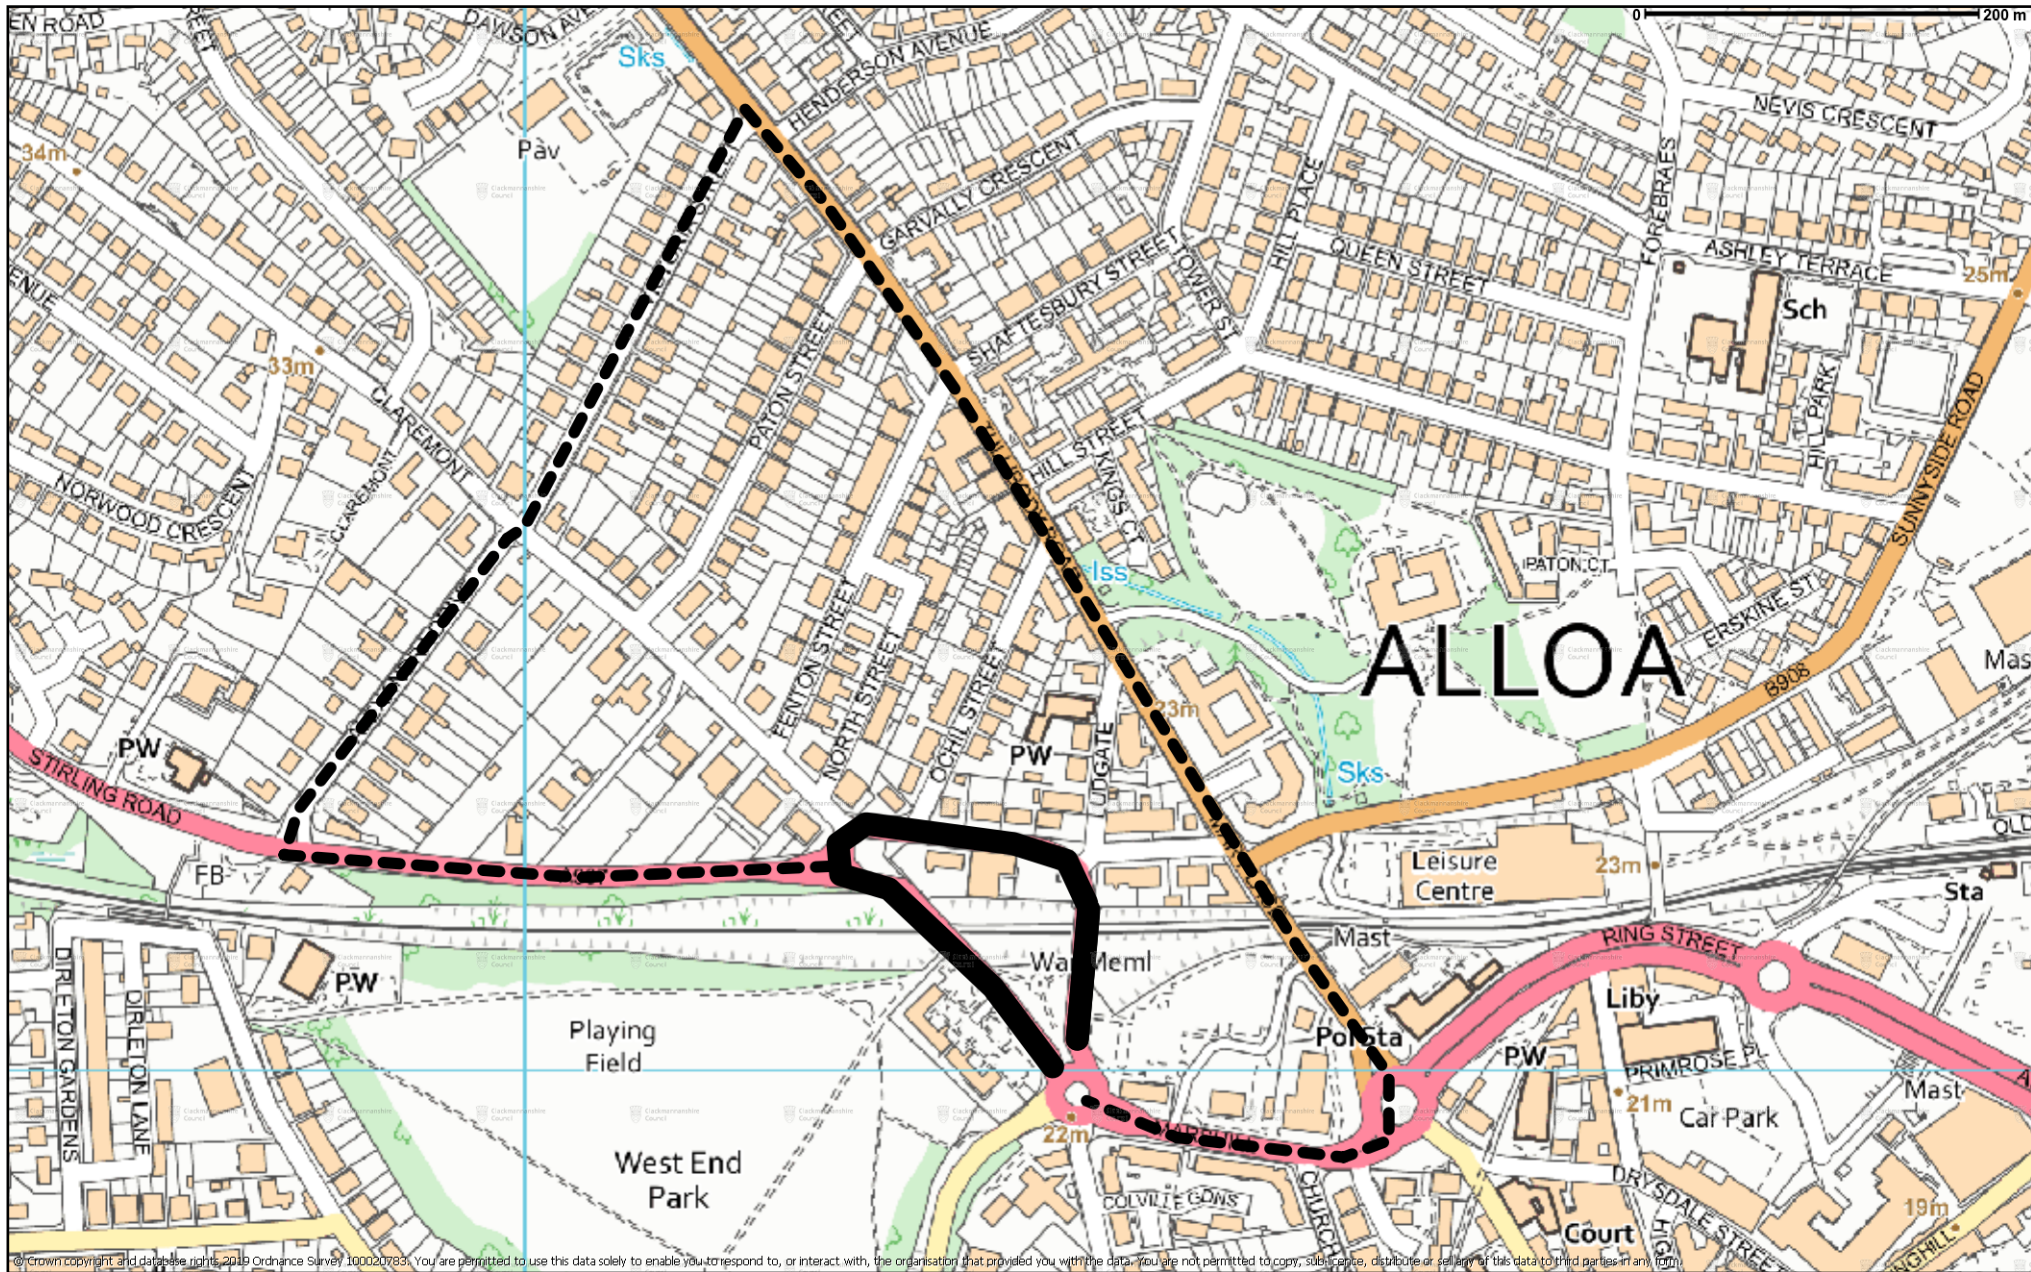 EN ROAD
REET
DAVISON AVE
Sks
HENDERSON AVENUE
0
200 m
NEVIS CRESCENT
34m
Pav
GARVALLY CRESCENT
HILL PLACE
FOREBRAES
ASHLEY TERRACE
25m
ENUE
QUEEN STREET
SHAFTESBURY STREET
TOWER ST
Sch
33m
PATON STREET
CLAREMONT
HILL PARK
SUNNYSIDE ROAD
HILL STREET
KING'S CT
NORWOOD CRESCENT
CLAREMONT
Iss
PATON CT
ERSKINE ST
ALLOA
Mas
FENTON STREET
NORTH STREET
OCHIL STREET
B908
23m
PW
STIRLING ROAD
PW
LUDGATE
Sks
FB
Leisure
Centre
23m
OLD
Sta
Mast
RING STREET
War Meml
PW
DIRLETON GARDENS
DIRLETON LANE
Playing
Field
Liby
Pol Sta
PW
PRIMROSE PL
A
Mast
21m
Car Park
22m
MARSHILL
West End
Park
COLVILLE GDNS
CHURCH
DRYSDALE STREET
HIGH
Court
19m
NGHILL
© Crown copyright and database rights 2019 Ordnance Survey 100020783. You are permitted to use this data solely to enable you to respond to, or interact with, the organisation that provided you with the data. You are not permitted to copy, sub-licence, distribute or sell any of this data to third parties in any form.